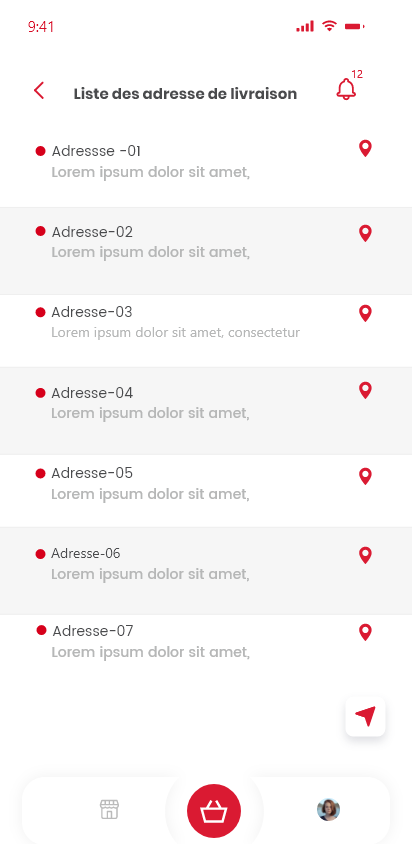 9:41
12
Liste des adresse de livraison
Adressse -01
Lorem ipsum dolor sit amet,
Adresse-02
Lorem ipsum dolor sit amet,
Adresse-03
Lorem ipsum dolor sit amet, consectetur
Adresse-04
Lorem ipsum dolor sit amet,
Adresse-05
Lorem ipsum dolor sit amet,
Adresse-06
Lorem ipsum dolor sit amet,
Adresse-07
Lorem ipsum dolor sit amet,